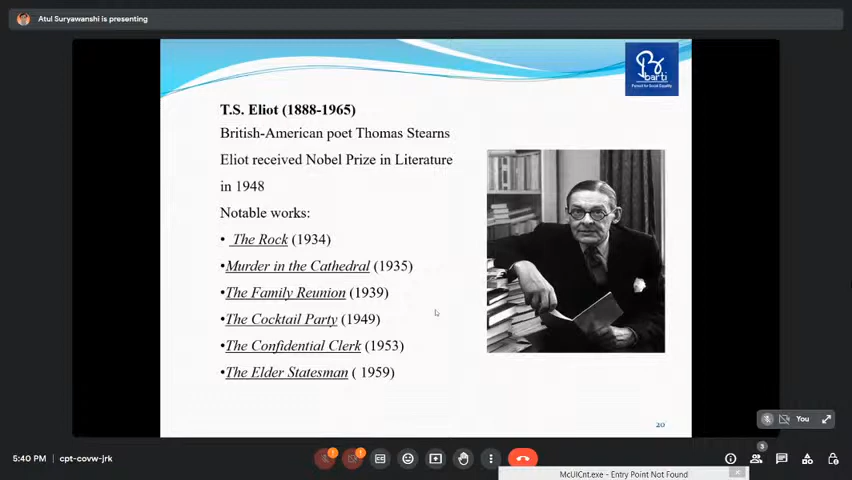 Atul Suryawanshi is presenting
barti
T.S. Eliot (1888-1965)
British-American poet Thomas Stearns
Eliot received Nobel Prize in Literature
in 1948
Notable works:
• The Rock (1934)
•Murder in the Cathedral (1935)
•The Family Reunion (1939)
•The Cocktail Party (1949)
•The Confidential Clerk (1953)
•The Elder Statesman ( 1959)
20
You
5:40 PM | cpt-covw-jrk
3
McUICnt.exe - Entry Point Not Found